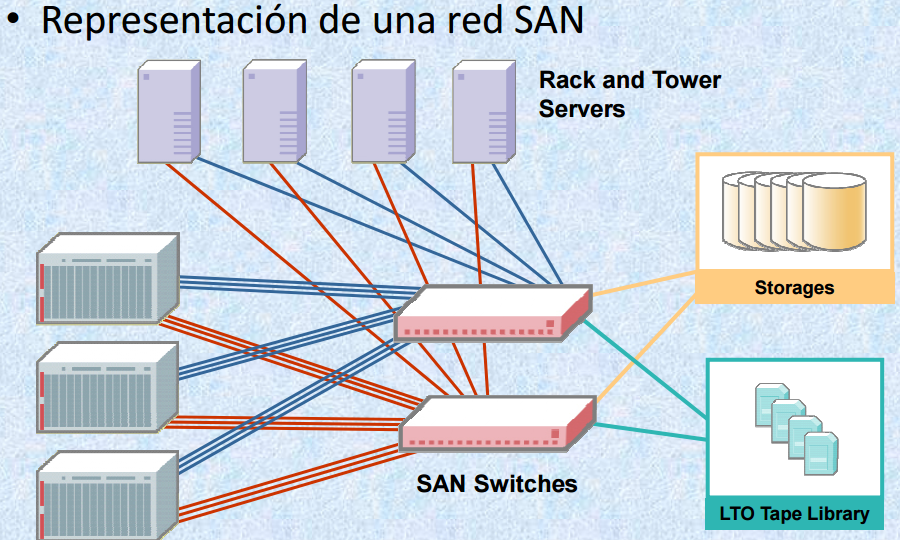 • Representación de una red SAN
Rack and Tower
Servers
Storages
SAN Switches
LTO Tape Library